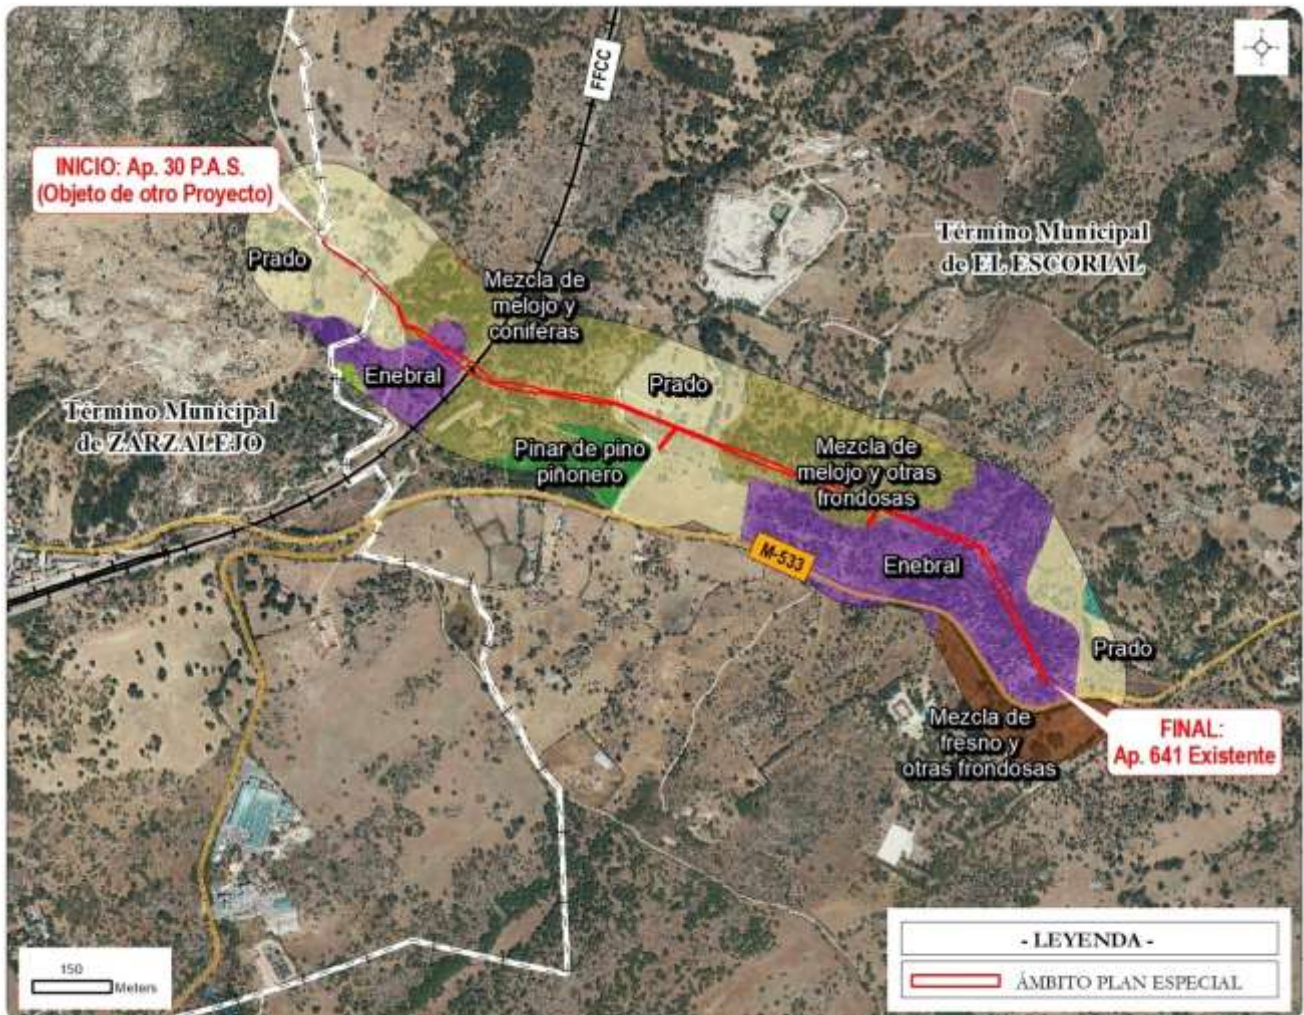 FFCC
INICIO: Ap. 30 P.A.S.
(Objeto de otro Proyecto)
Término Municipal
de EL ESCORIAL
Prado
Mezcla de
melojo y
coníferas
Enebral
Prado
Término Municipal
de ZARZALEJO
Pinar de pino
piñonero
Mezcla de
melojo y otras
frondosas
M-533
Enebral
Prado
Mezcla de
fresno y
otras frondosas
FINAL:
Ap. 641 Existente
- LEYENDA -
ÁMBITO PLAN ESPECIAL
150
Meters